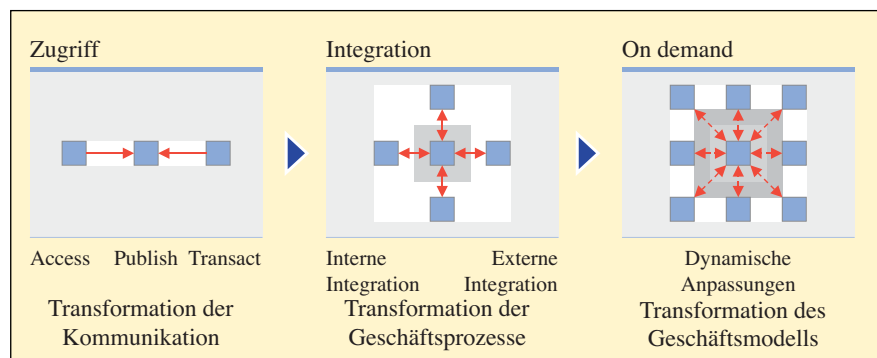 Zugriff
Access Publish Transact
Transformation der
Kommunikation
Integration
Interne Externe
Integration Integration
Transformation der
Geschäftsprozesse
On demand
Dynamische
Anpassungen
Transformation des
Geschäftsmodells